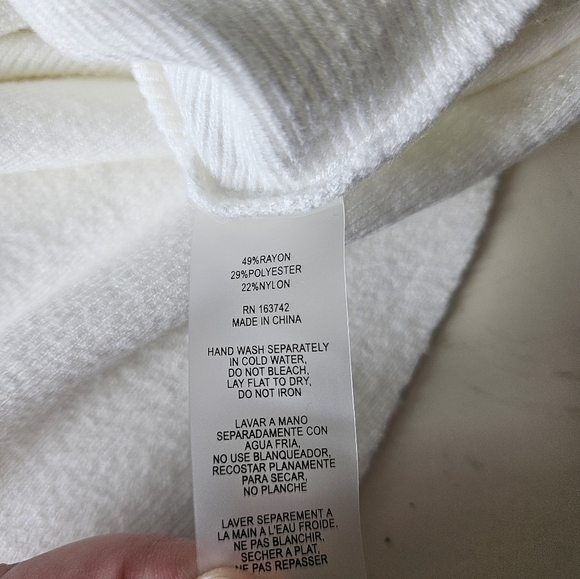 49%RAYON
29%POLYESTER
22%NYLON
RN 163742
MADE IN CHINA
HAND WASH SEPARATELY
IN COLD WATER,
DO NOT BLEACH,
LAY FLAT TO DRY,
DO NOT IRON
LAVAR A MANO
SEPARADAMENTE CON
AGUA FRIA,
NO USE BLANQUEADOR,
RECOSTAR PLANAMENTE
PARA SECAR,
NO PLANCHE
LAVER SEPAREMENT A
LA MAIN A L'EAU FROIDE,
NE PAS BLANCHIR,
SECHER A PLAT,
NE PAS REPASSER